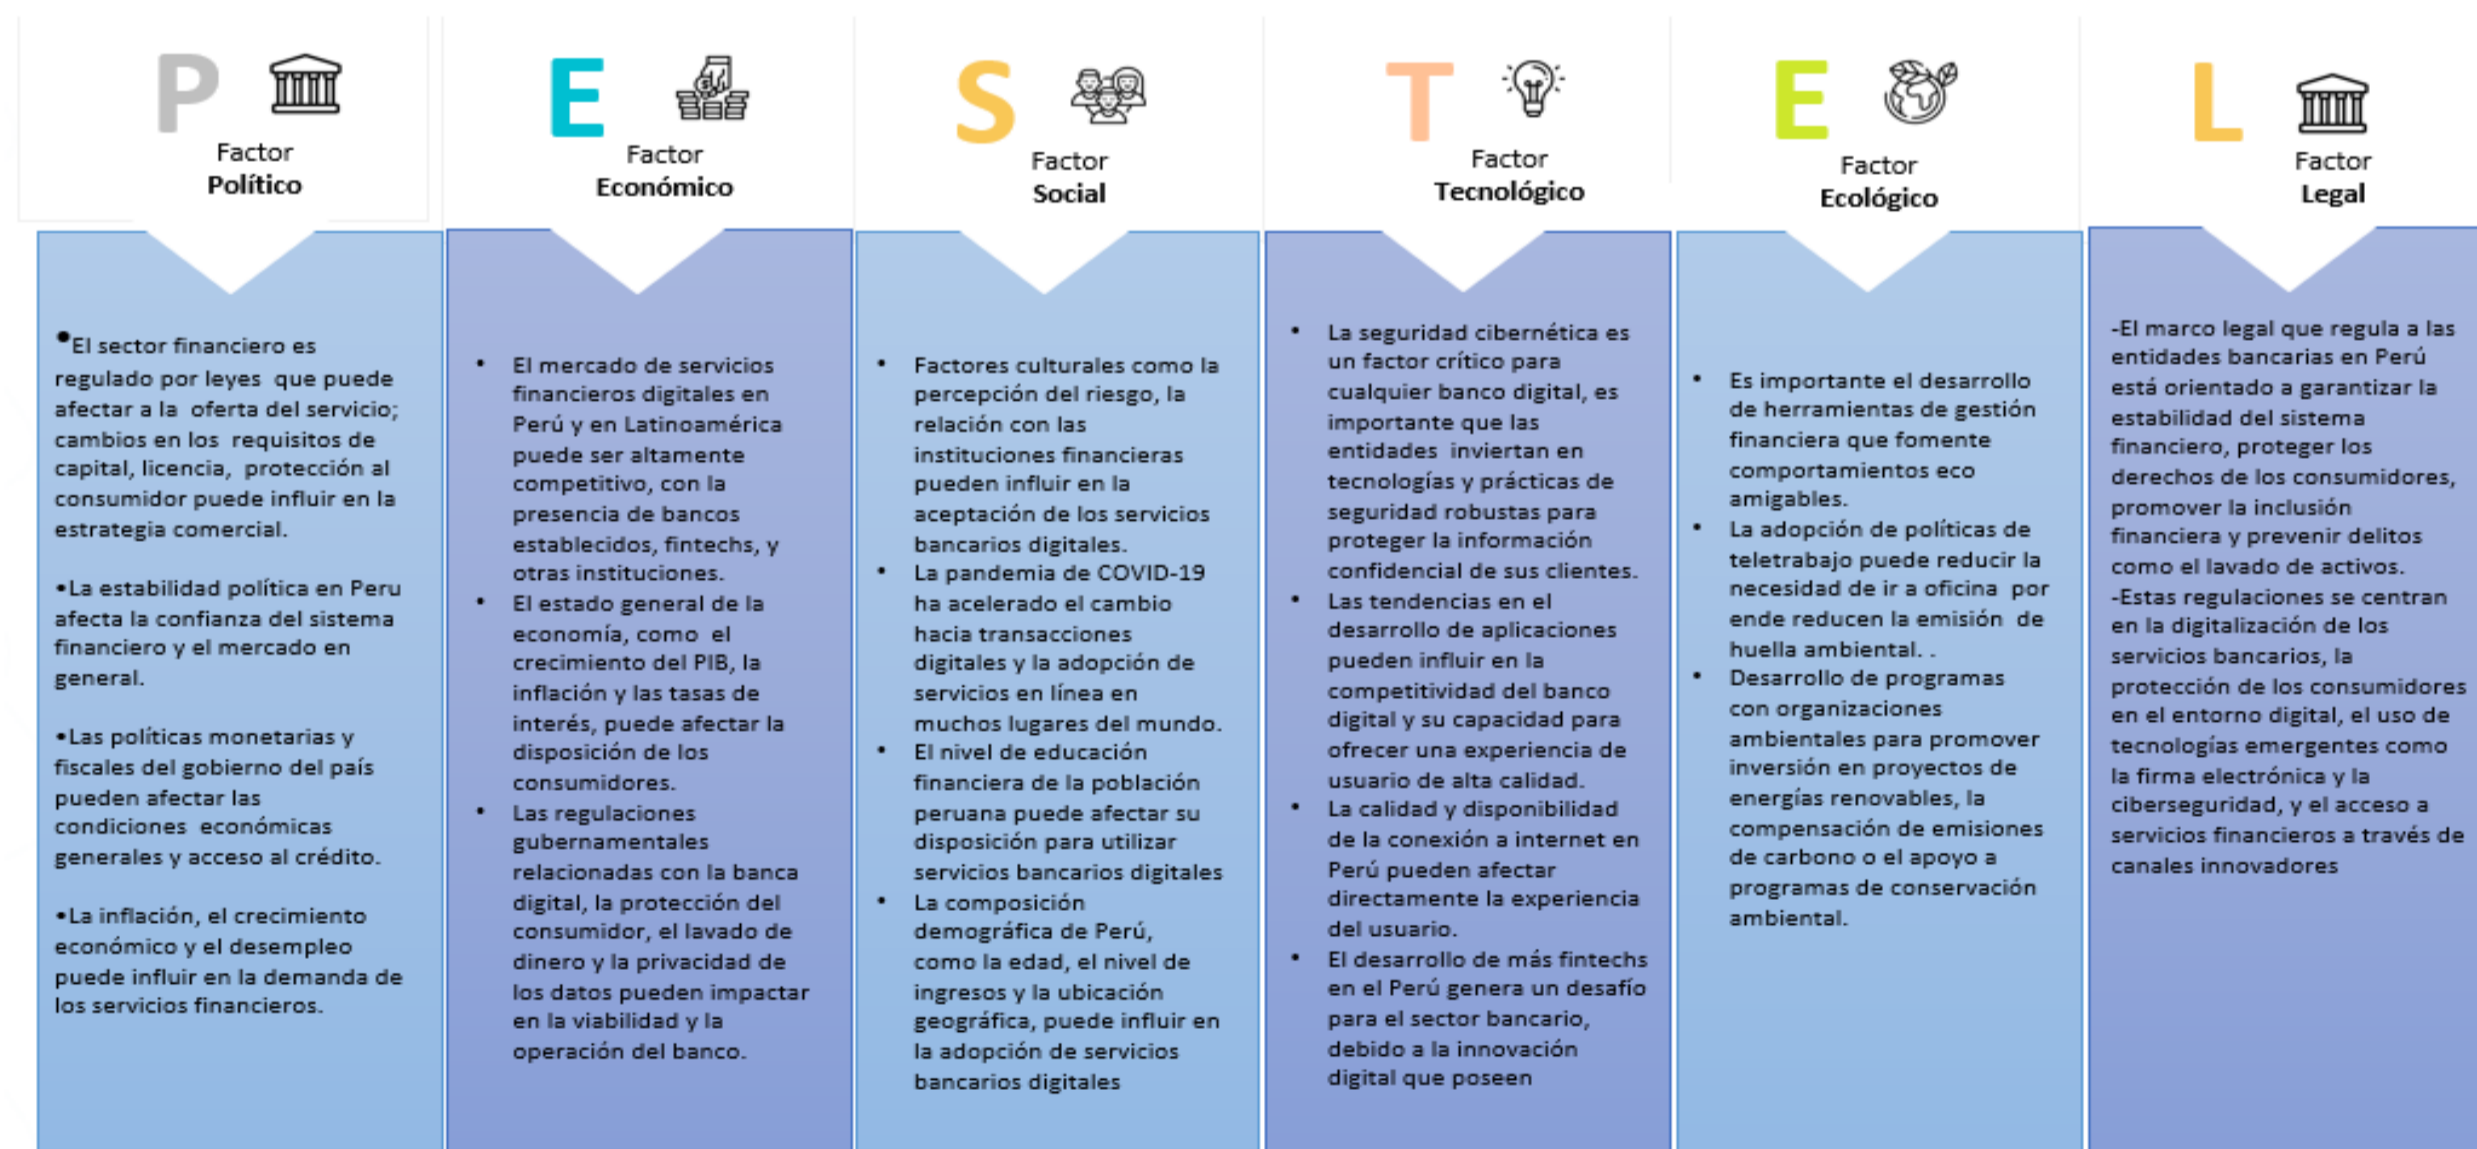 P
Factor
Político
•El sector financiero es
regulado por leyes que puede
afectar a la oferta del servicio;
cambios en los requisitos de
capital, licencia, protección al
consumidor puede influir en la
estrategia comercial.
•La estabilidad política en Peru
afecta la confianza del sistema
financiero y el mercado en
general.
•Las políticas monetarias y
fiscales del gobierno del país
pueden afectar las
condiciones económicas
generales y acceso al crédito.
•La inflación, el crecimiento
económico y el desempleo
puede influir en la demanda de
los servicios financieros.
E
Factor
Económico
• El mercado de servicios
financieros digitales en
Perú y en Latinoamérica
puede ser altamente
competitivo, con la
presencia de bancos
establecidos, fintechs, y
otras instituciones.
• El estado general de la
economía, como el
crecimiento del PIB, la
inflación y las tasas de
interés, puede afectar la
disposición de los
consumidores.
• Las regulaciones
gubernamentales
relacionadas con la banca
digital, la protección del
consumidor, el lavado de
dinero y la privacidad de
los datos pueden impactar
en la viabilidad y la
operación del banco.
S
Factor
Social
• Factores culturales como la
percepción del riesgo, la
relación con las
instituciones financieras
pueden influir en la
aceptación de los servicios
bancarios digitales.
• La pandemia de COVID-19
ha acelerado el cambio
hacia transacciones
digitales y la adopción de
servicios en línea en
muchos lugares del mundo.
• El nivel de educación
financiera de la población
peruana puede afectar su
disposición para utilizar
servicios bancarios digitales
• La composición
demográfica de Perú,
como la edad, el nivel de
ingresos y la ubicación
geográfica, puede influir en
la adopción de servicios
bancarios digitales
T
Factor
Tecnológico
• La seguridad cibernética es
un factor crítico para
cualquier banco digital, es
importante que las
entidades inviertan en
tecnologías y prácticas de
seguridad robustas para
proteger la información
confidencial de sus clientes.
• Las tendencias en el
desarrollo de aplicaciones
pueden influir en la
competitividad del banco
digital y su capacidad para
ofrecer una experiencia de
usuario de alta calidad.
• La calidad y disponibilidad
de la conexión a internet en
Perú pueden afectar
directamente la experiencia
del usuario.
• El desarrollo de más fintechs
en el Perú genera un desafío
para el sector bancario,
debido a la innovación
digital que poseen
E
Factor
Ecológico
• Es importante el desarrollo
de herramientas de gestión
financiera que fomente
comportamientos eco
amigables.
• La adopción de políticas de
teletrabajo puede reducir la
necesidad de ir a oficina por
ende reducen la emisión de
huella ambiental. .
• Desarrollo de programas
con organizaciones
ambientales para promover
inversión en proyectos de
energías renovables, la
compensación de emisiones
de carbono o el apoyo a
programas de conservación
ambiental.
L
Factor
Legal
-El marco legal que regula a las
entidades bancarias en Perú
está orientado a garantizar la
estabilidad del sistema
financiero, proteger los
derechos de los consumidores,
promover la inclusión
financiera y prevenir delitos
como el lavado de activos.
-Estas regulaciones se centran
en la digitalización de los
servicios bancarios, la
protección de los consumidores
en el entorno digital, el uso de
tecnologías emergentes como
la firma electrónica y la
ciberseguridad, y el acceso a
servicios financieros a través de
canales innovadores